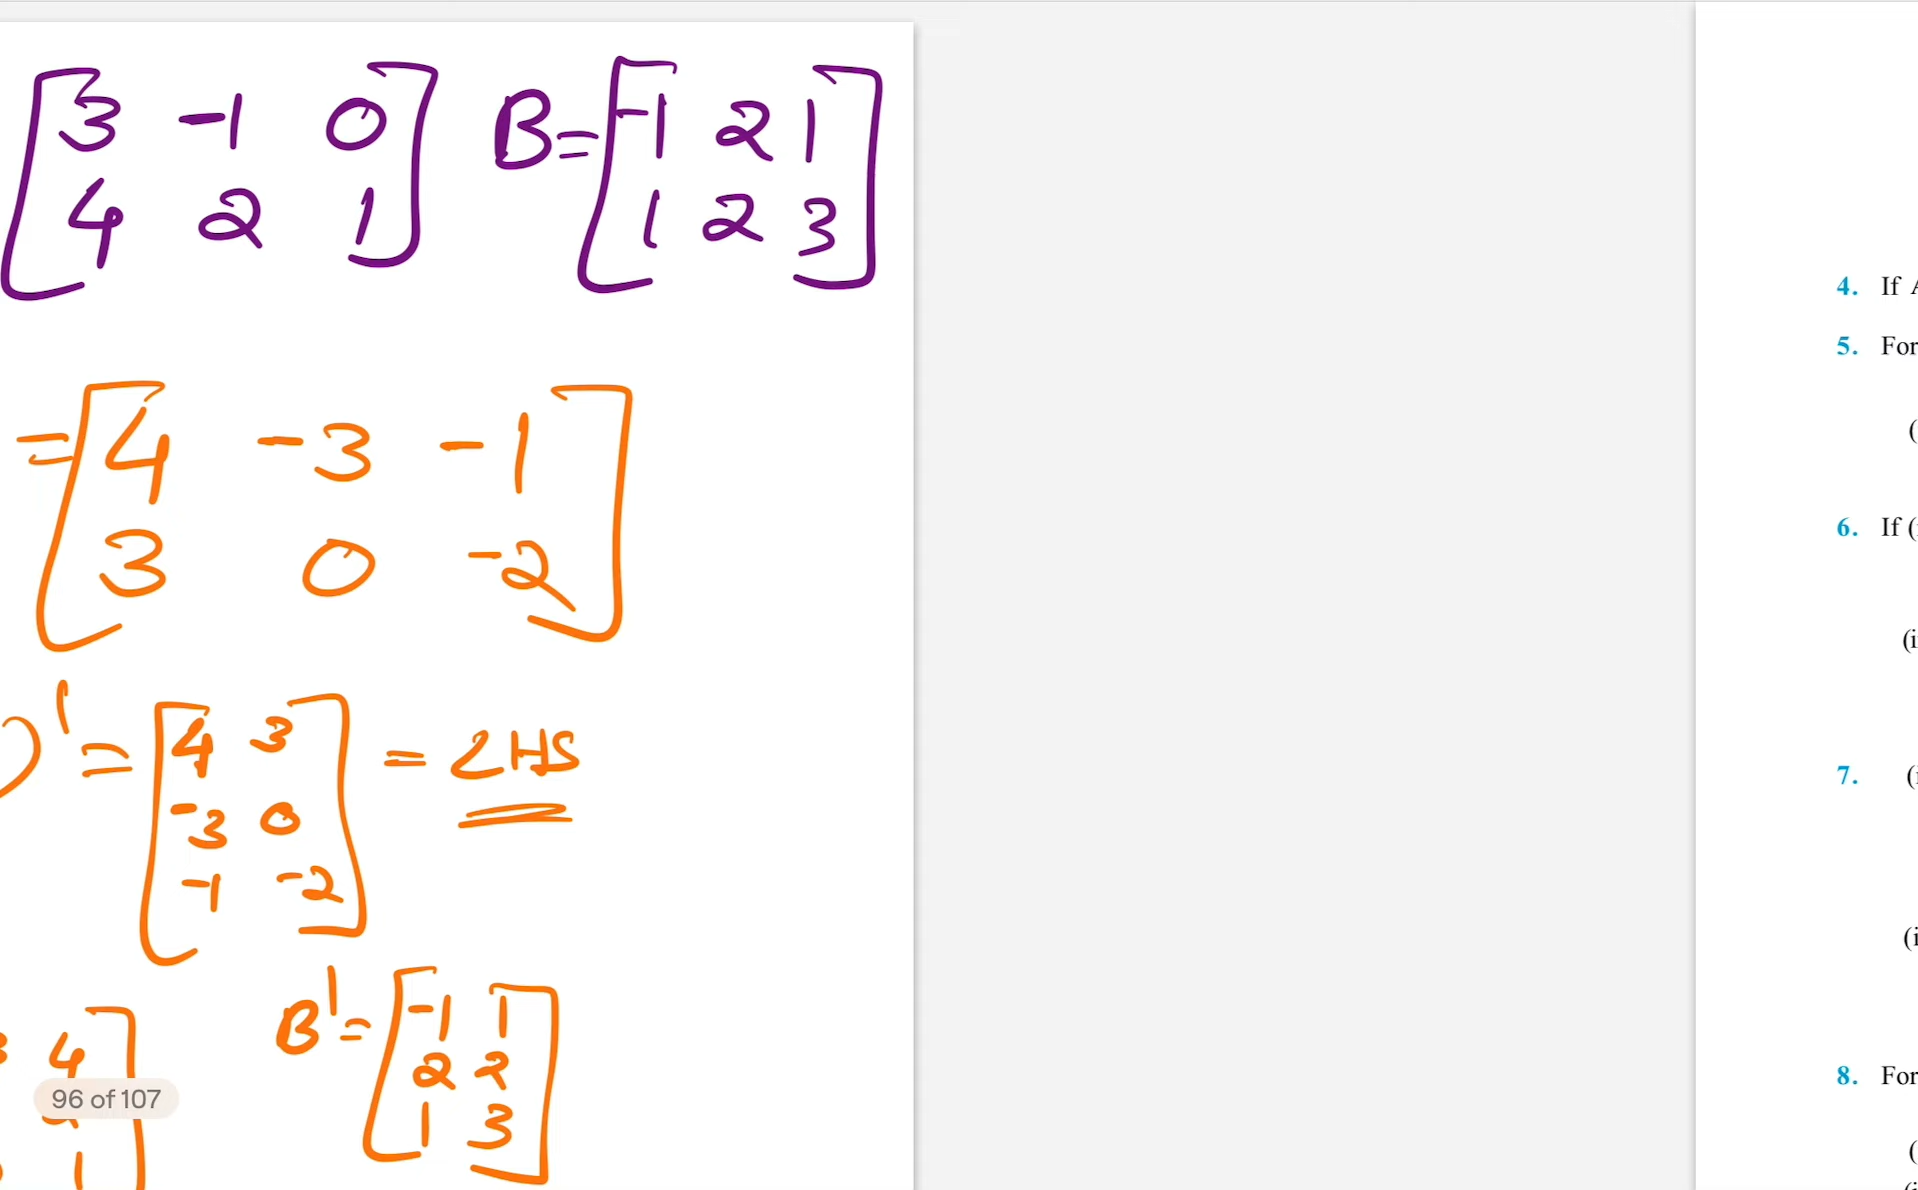 [3 -1 0] B=[-1 2 1]
[4 2 1] [1 2 3]
=[4 -3 -1]
[3 0 -2]
)'=[4 3] = LHS
[-3 0]
[-1 -2]
B'=[-1 1]
[2 2]
[1 3]
4]
96 of 107
1
4. If A
5. For
(
6. If (
(i
7. (i
(i
8. For
(